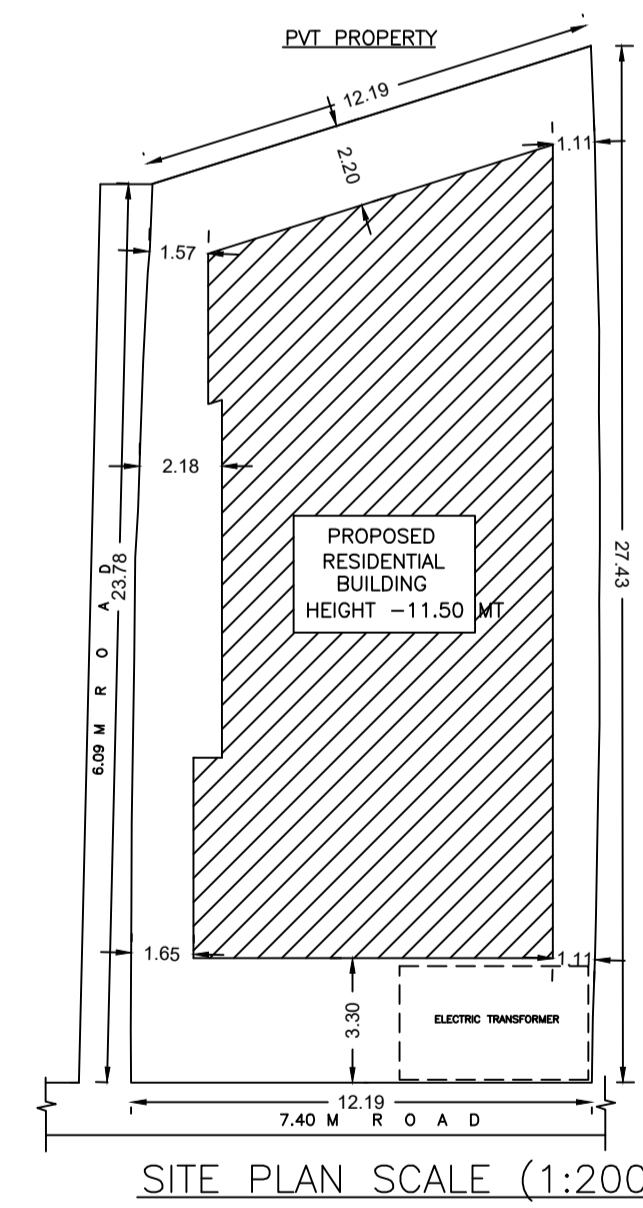 PVT PROPERTY
12.19
1.11
2.20
1.57
2.18
PROPOSED
RESIDENTIAL
BUILDING
HEIGHT -11.50 MT
27.43
23.78
6.09 M R O A D
1.65
1.11
3.30
ELECTRIC TRANSFORMER
12.19
7.40 M R O A D
SITE PLAN SCALE (1:200